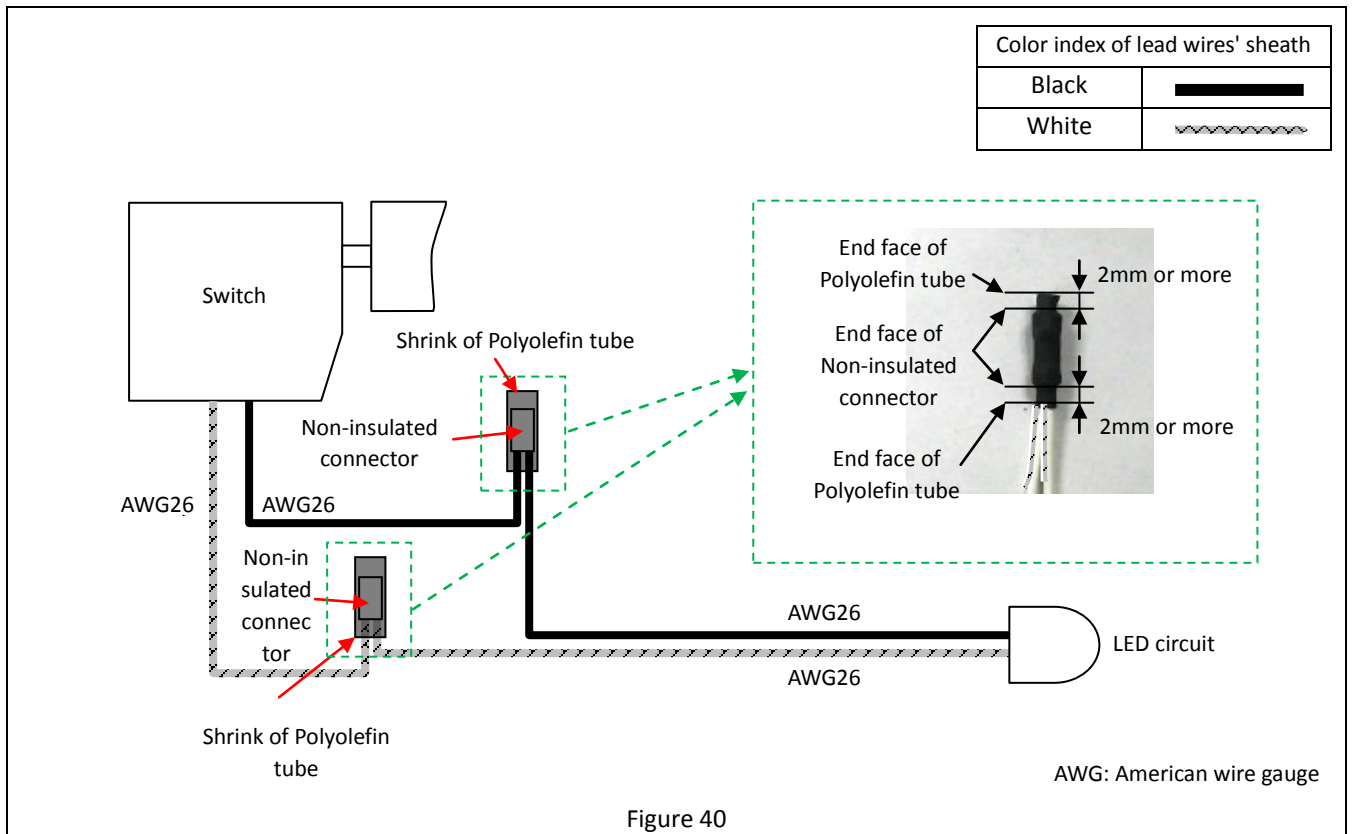 Color index of lead wires' sheath
Black
White
Switch
Shrink of Polyolefin tube
Non-insulated
connector
AWG26
AWG26
Non-in
sulated
connec
tor
Shrink of Polyolefin
tube
End face of
Polyolefin tube
2mm or more
End face of
Non-insulated
connector
2mm or more
End face of
Polyolefin tube
AWG26
LED circuit
AWG26
AWG: American wire gauge
Figure 40